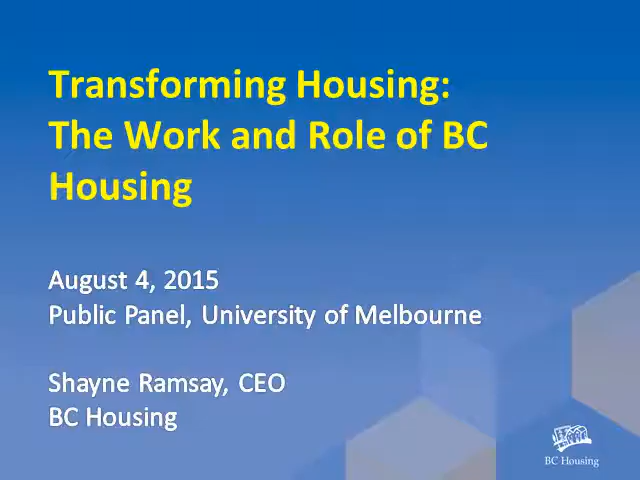 Transforming Housing:
The Work and Role of BC
Housing
August 4, 2015
Public Panel, University of Melbourne
Shayne Ramsay, CEO
BC Housing
BC Housing